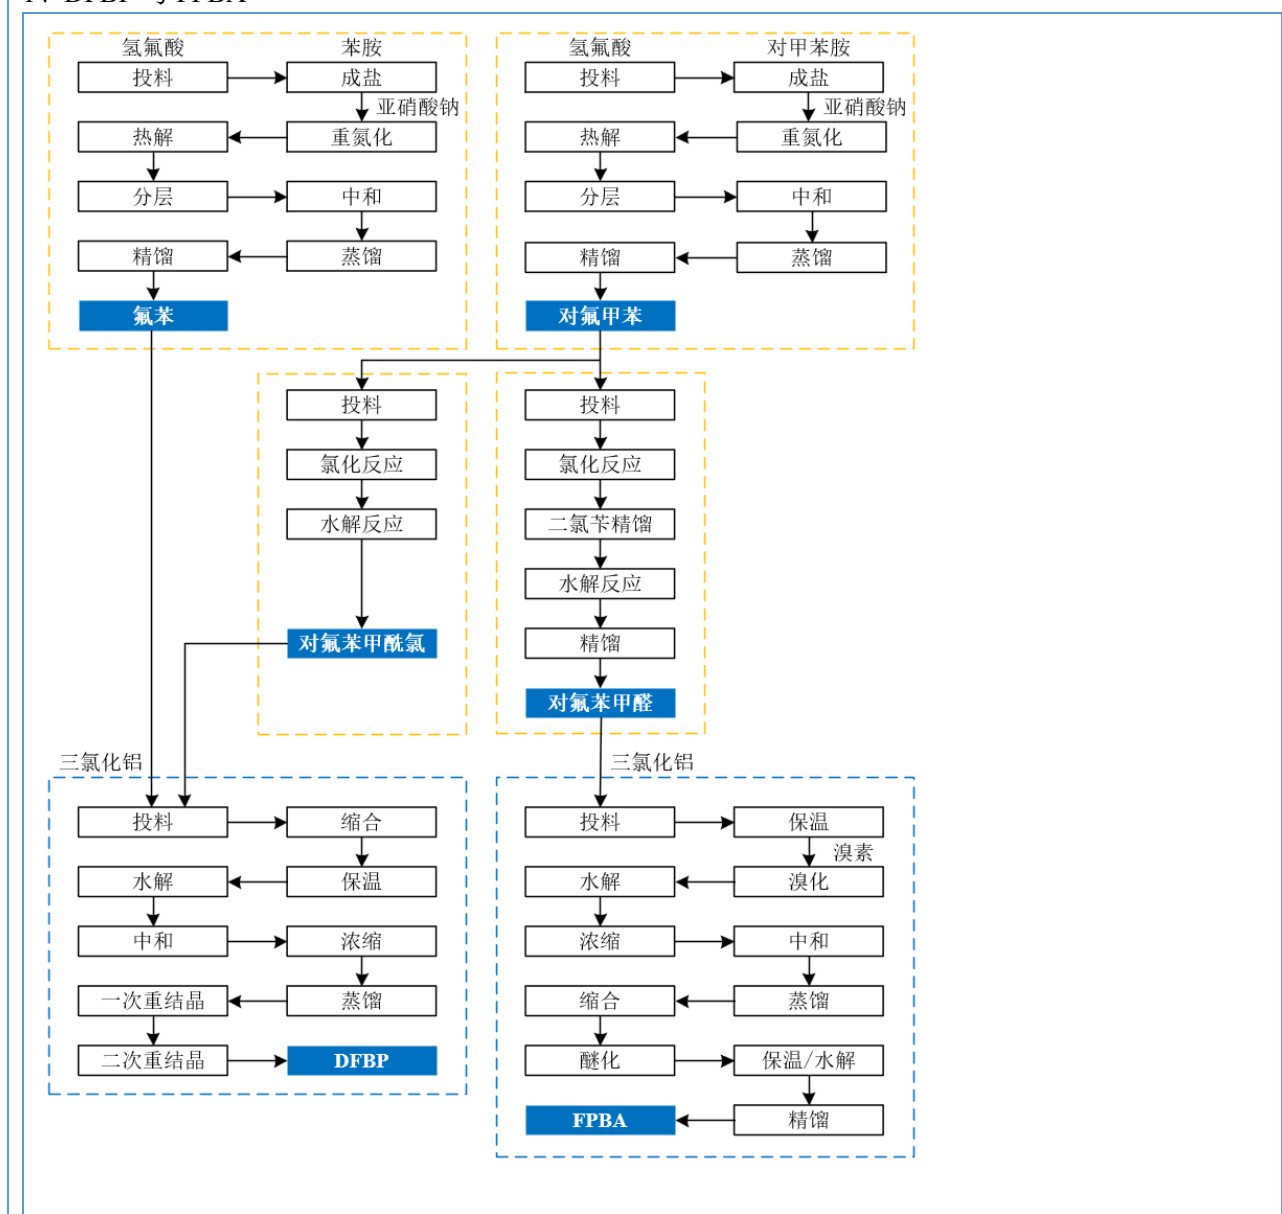 氢氟酸 苯胺
投料 成盐
亚硝酸钠
热解 重氮化
分层 中和
精馏 蒸馏
氟苯
氢氟酸 对甲苯胺
投料 成盐
亚硝酸钠
热解 重氮化
分层 中和
精馏 蒸馏
对氟甲苯
投料
氯化反应
水解反应
对氟苯甲酰氯
投料
氯化反应
二氯苄精馏
水解反应
精馏
对氟苯甲醛
三氯化铝
投料 缩合
水解 保温
中和 浓缩
一次重结晶 蒸馏
二次重结晶 DFBP
三氯化铝
投料 保温
溴素
水解 溴化
浓缩 中和
缩合 蒸馏
醚化 保温/水解
FPBA 精馏